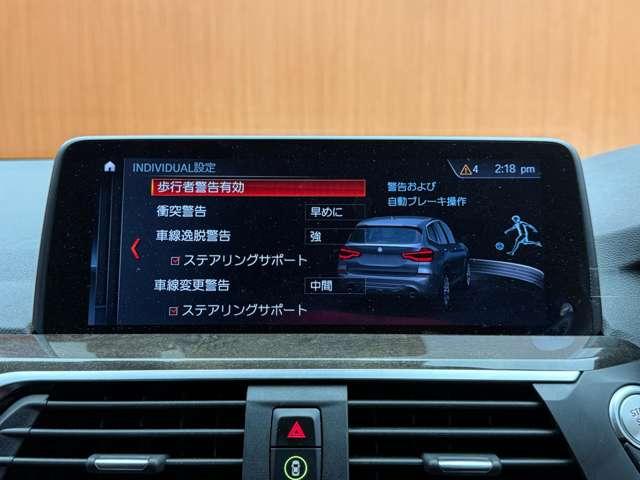 INDIVIDUAL設定
4 2:18 pm
歩行者警告有効
衝突警告 早めに
車線逸脱警告 強
ステアリングサポート
車線変更警告 中間
ステアリングサポート
警告および
自動ブレーキ操作